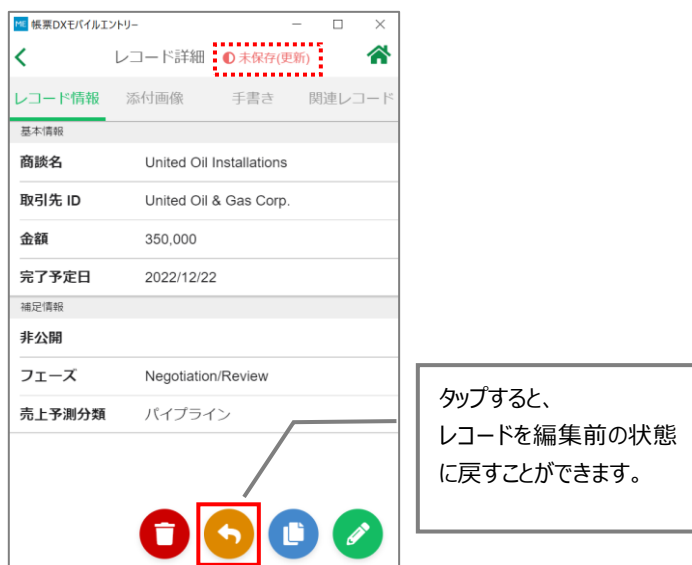 ME 帳票DXモバイルエントリー
レコード詳細 未保存(更新)
レコード情報 添付画像 手書き 関連レコード
基本情報
商談名 United Oil Installations
取引先 ID United Oil & Gas Corp.
金額 350,000
完了予定日 2022/12/22
補足情報
非公開
フェーズ Negotiation/Review
売上予測分類 パイプライン
タップすると、
レコードを編集前の状態
に戻すことができます。